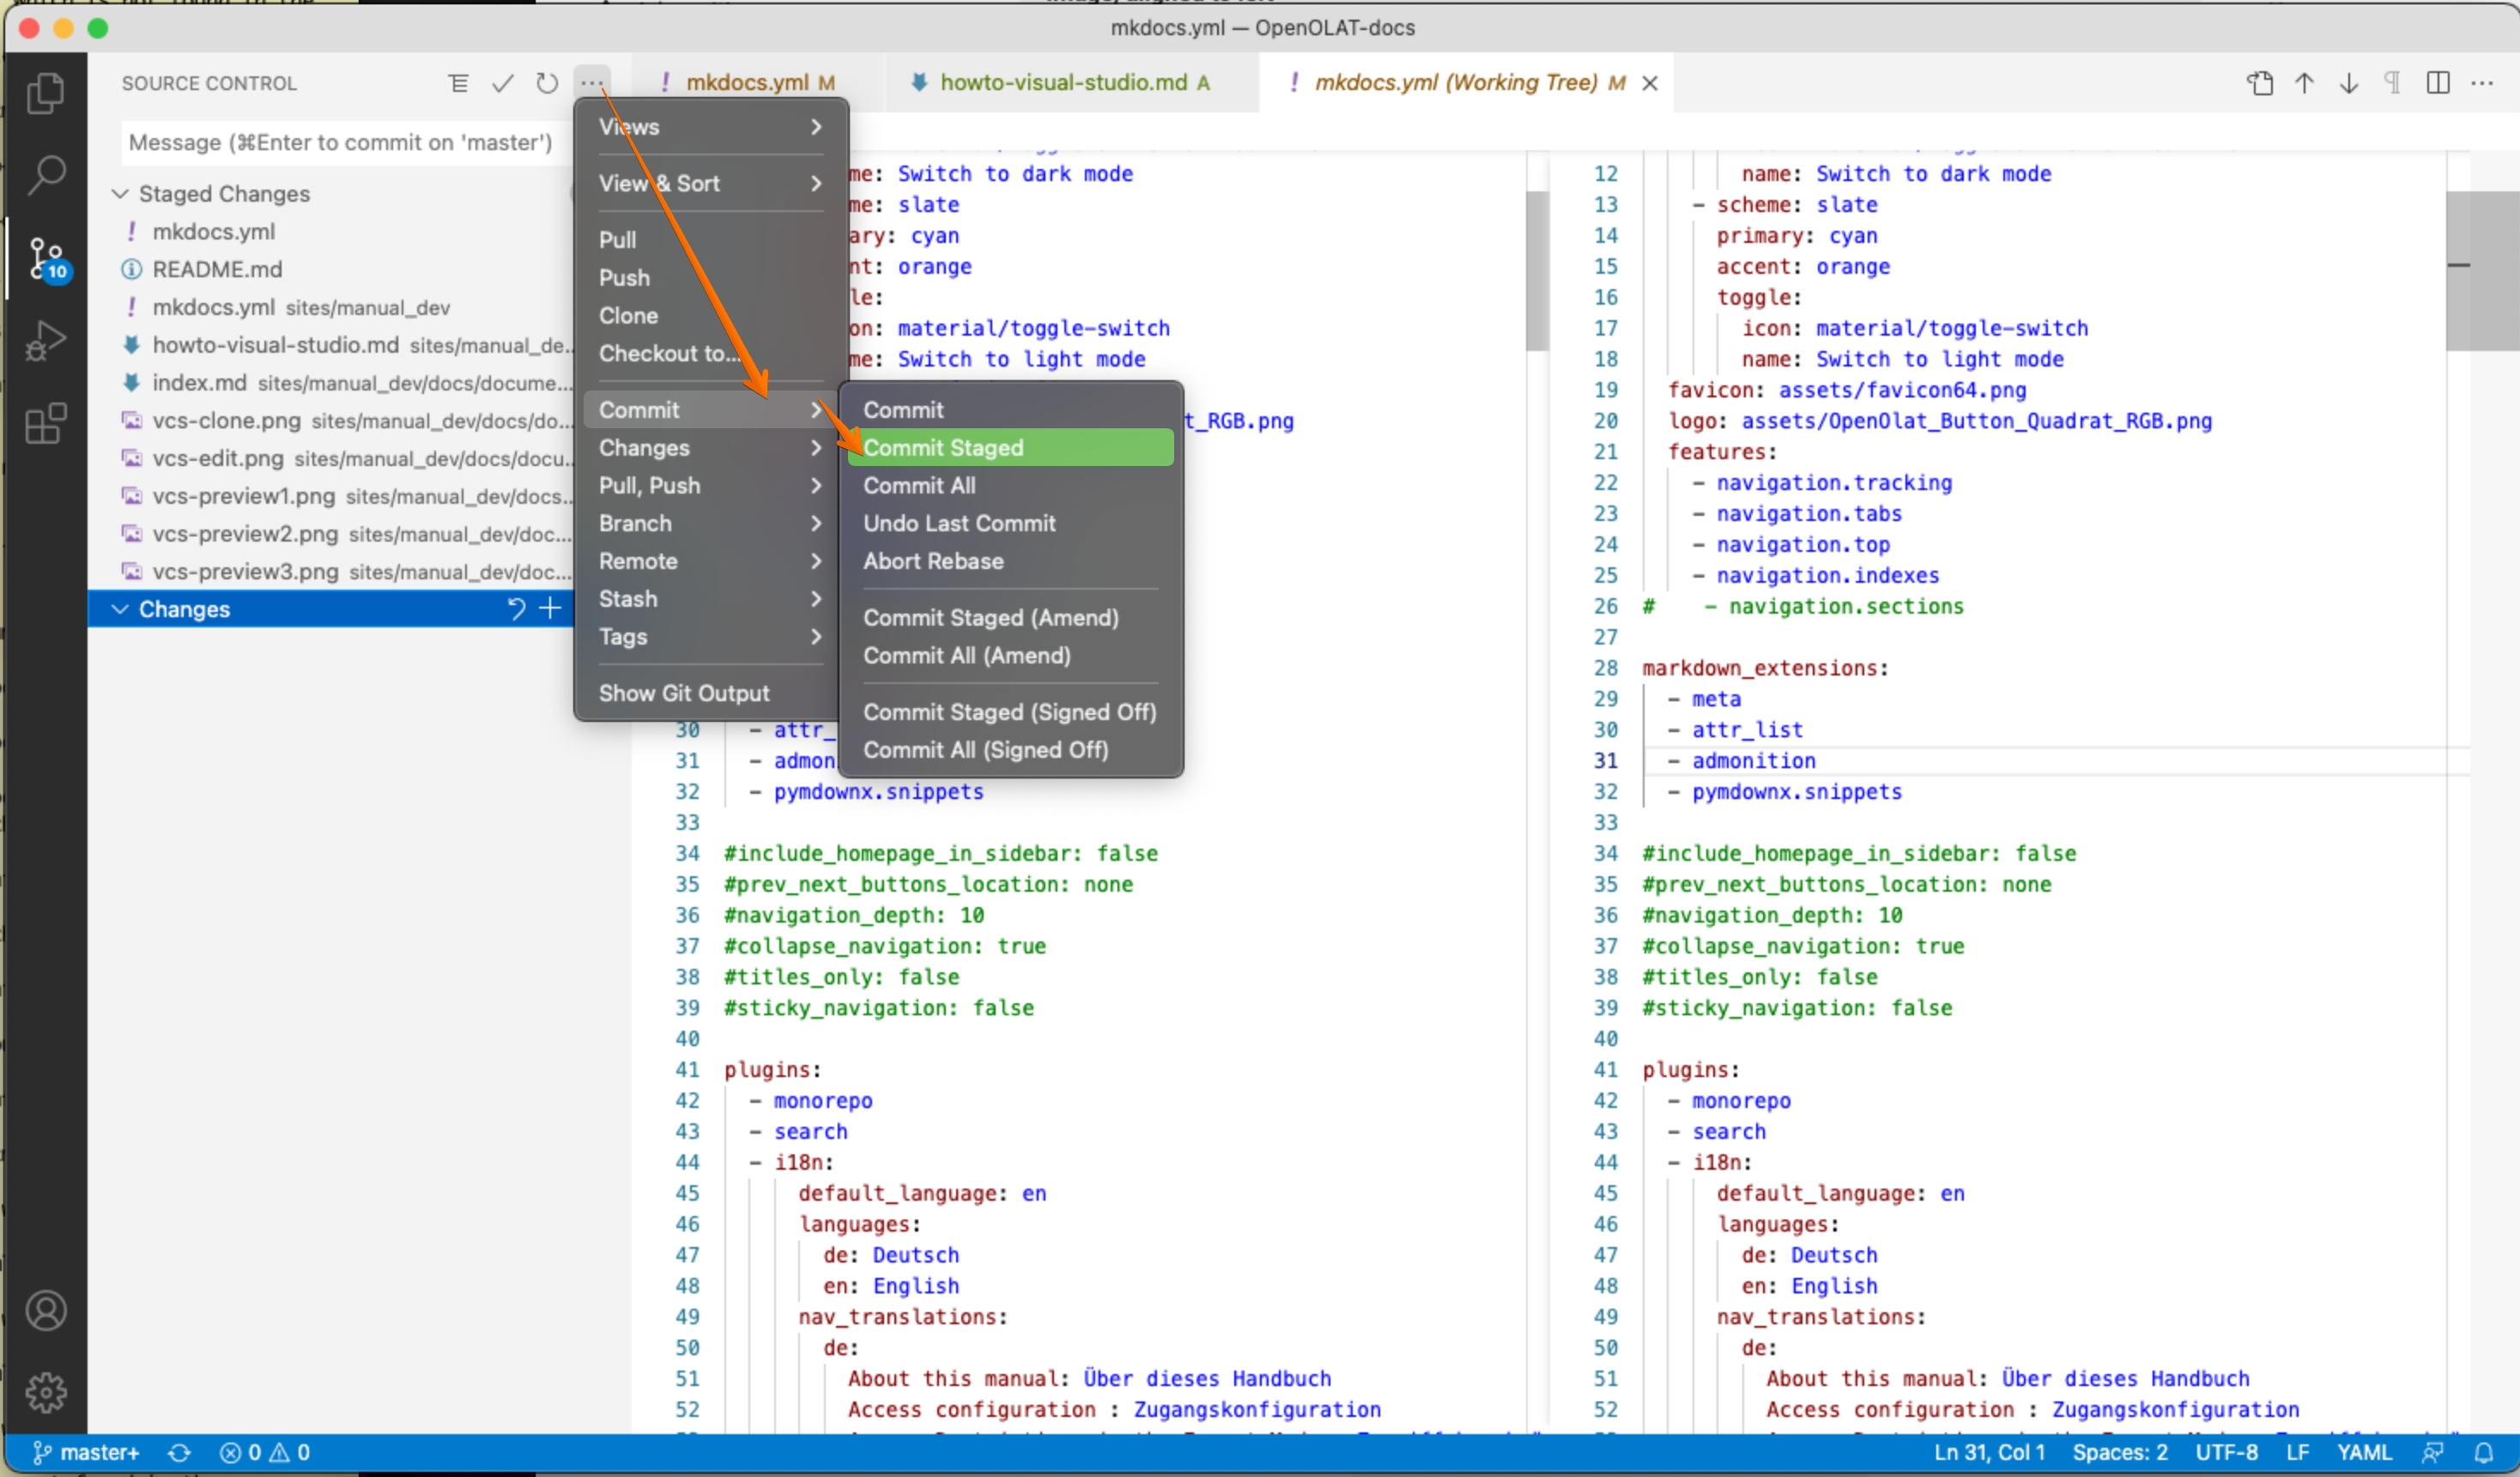 mkdocs.yml — OpenOLAT-docs
SOURCE CONTROL
mkdocs.yml M
howto-visual-studio.md A
mkdocs.yml (Working Tree) M
Message (⌘Enter to commit on 'master')
Staged Changes
! mkdocs.yml
README.md
! mkdocs.yml sites/manual_dev
howto-visual-studio.md sites/manual_de...
index.md sites/manual_dev/docs/docume...
vcs-clone.png sites/manual_dev/docs/do...
vcs-edit.png sites/manual_dev/docs/docu...
vcs-preview1.png sites/manual_dev/docs...
vcs-preview2.png sites/manual_dev/doc...
vcs-preview3.png sites/manual_dev/doc...
Changes
10
Views
View & Sort
Pull
Push
Clone
Checkout to...
Commit
Changes
Pull, Push
Branch
Remote
Stash
Tags
Show Git Output
Commit
Commit Staged
Commit All
Undo Last Commit
Abort Rebase
Commit Staged (Amend)
Commit All (Amend)
Commit Staged (Signed Off)
Commit All (Signed Off)
me: Switch to dark mode
me: slate
ary: cyan
nt: orange
le:
on: material/toggle-switch
me: Switch to light mode
t_RGB.png
30 - attr_
31 - admon
32 - pymdownx.snippets
33
34 #include_homepage_in_sidebar: false
35 #prev_next_buttons_location: none
36 #navigation_depth: 10
37 #collapse_navigation: true
38 #titles_only: false
39 #sticky_navigation: false
40
41 plugins:
42 - monorepo
43 - search
44 - i18n:
45 default_language: en
46 languages:
47 de: Deutsch
48 en: English
49 nav_translations:
50 de:
51 About this manual: Über dieses Handbuch
52 Access configuration : Zugangskonfiguration
12 name: Switch to dark mode
13 - scheme: slate
14 primary: cyan
15 accent: orange
16 toggle:
17 icon: material/toggle-switch
18 name: Switch to light mode
19 favicon: assets/favicon64.png
20 logo: assets/OpenOlat_Button_Quadrat_RGB.png
21 features:
22 - navigation.tracking
23 - navigation.tabs
24 - navigation.top
25 - navigation.indexes
26 # - navigation.sections
27
28 markdown_extensions:
29 - meta
30 - attr_list
31 - admonition
32 - pymdownx.snippets
33
34 #include_homepage_in_sidebar: false
35 #prev_next_buttons_location: none
36 #navigation_depth: 10
37 #collapse_navigation: true
38 #titles_only: false
39 #sticky_navigation: false
40
41 plugins:
42 - monorepo
43 - search
44 - i18n:
45 default_language: en
46 languages:
47 de: Deutsch
48 en: English
49 nav_translations:
50 de:
51 About this manual: Über dieses Handbuch
52 Access configuration : Zugangskonfiguration
master+ 0 0
Ln 31, Col 1 Spaces: 2 UTF-8 LF YAML